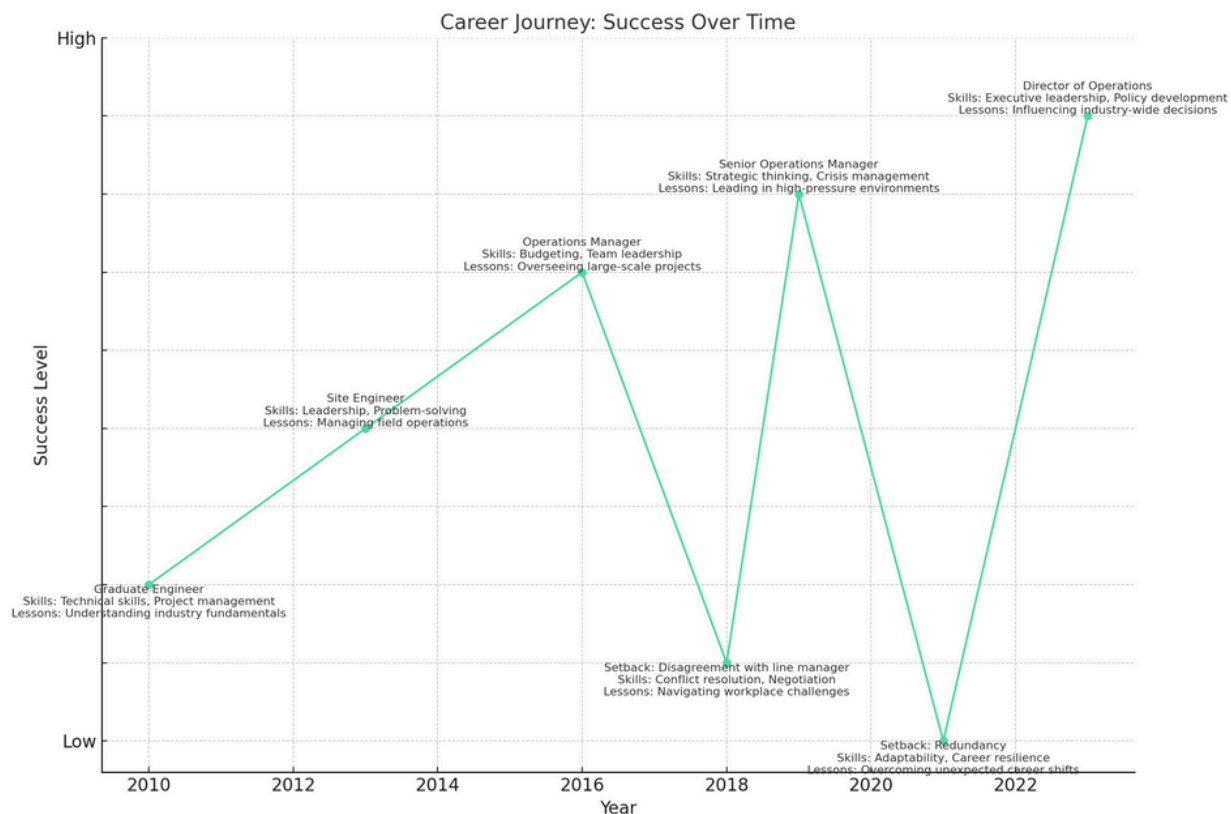 Career Journey: Success Over Time
High
Director of Operations
Skills: Executive leadership, Policy development
Lessons: Influencing industry-wide decisions
Senior Operations Manager
Skills: Strategic thinking, Crisis management
Lessons: Leading in high-pressure environments
Operations Manager
Skills: Budgeting, Team leadership
Lessons: Overseeing large-scale projects
Success Level
Site Engineer
Skills: Leadership, Problem-solving
Lessons: Managing field operations
Graduate Engineer
Skills: Technical skills, Project management
Lessons: Understanding industry fundamentals
Setback: Disagreement with line manager
Skills: Conflict resolution, Negotiation
Lessons: Navigating workplace challenges
Low
Setback: Redundancy
Skills: Adaptability, Career resilience
Lessons: Overcoming unexpected career shifts
2010 2012 2014 2016 2018 2020 2022
Year